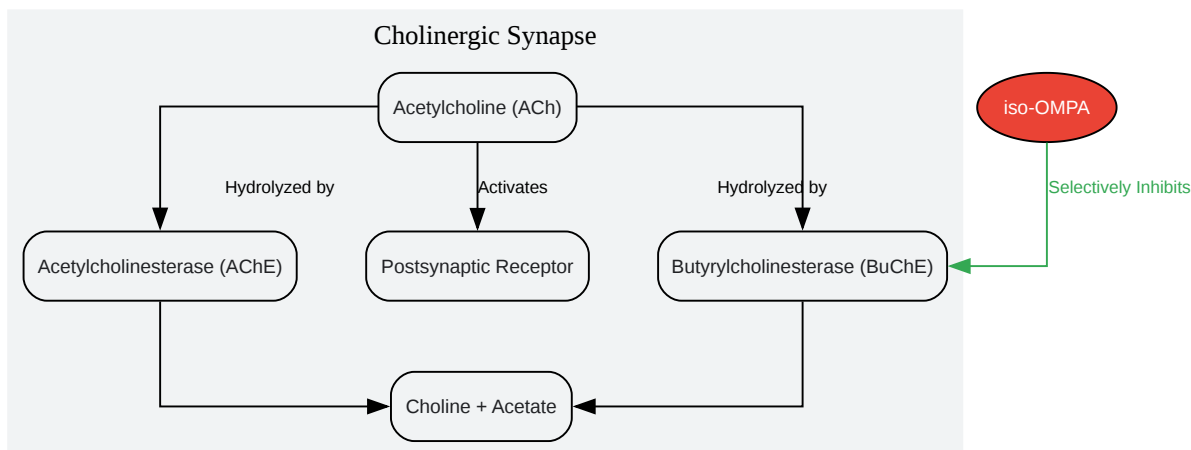 Cholinergic Synapse
Acetylcholine (ACh)
iso-OMPA
Hydrolyzed by
Activates
Hydrolyzed by
Selectively Inhibits
Acetylcholinesterase (AChE)
Postsynaptic Receptor
Butyrylcholinesterase (BuChE)
Choline + Acetate